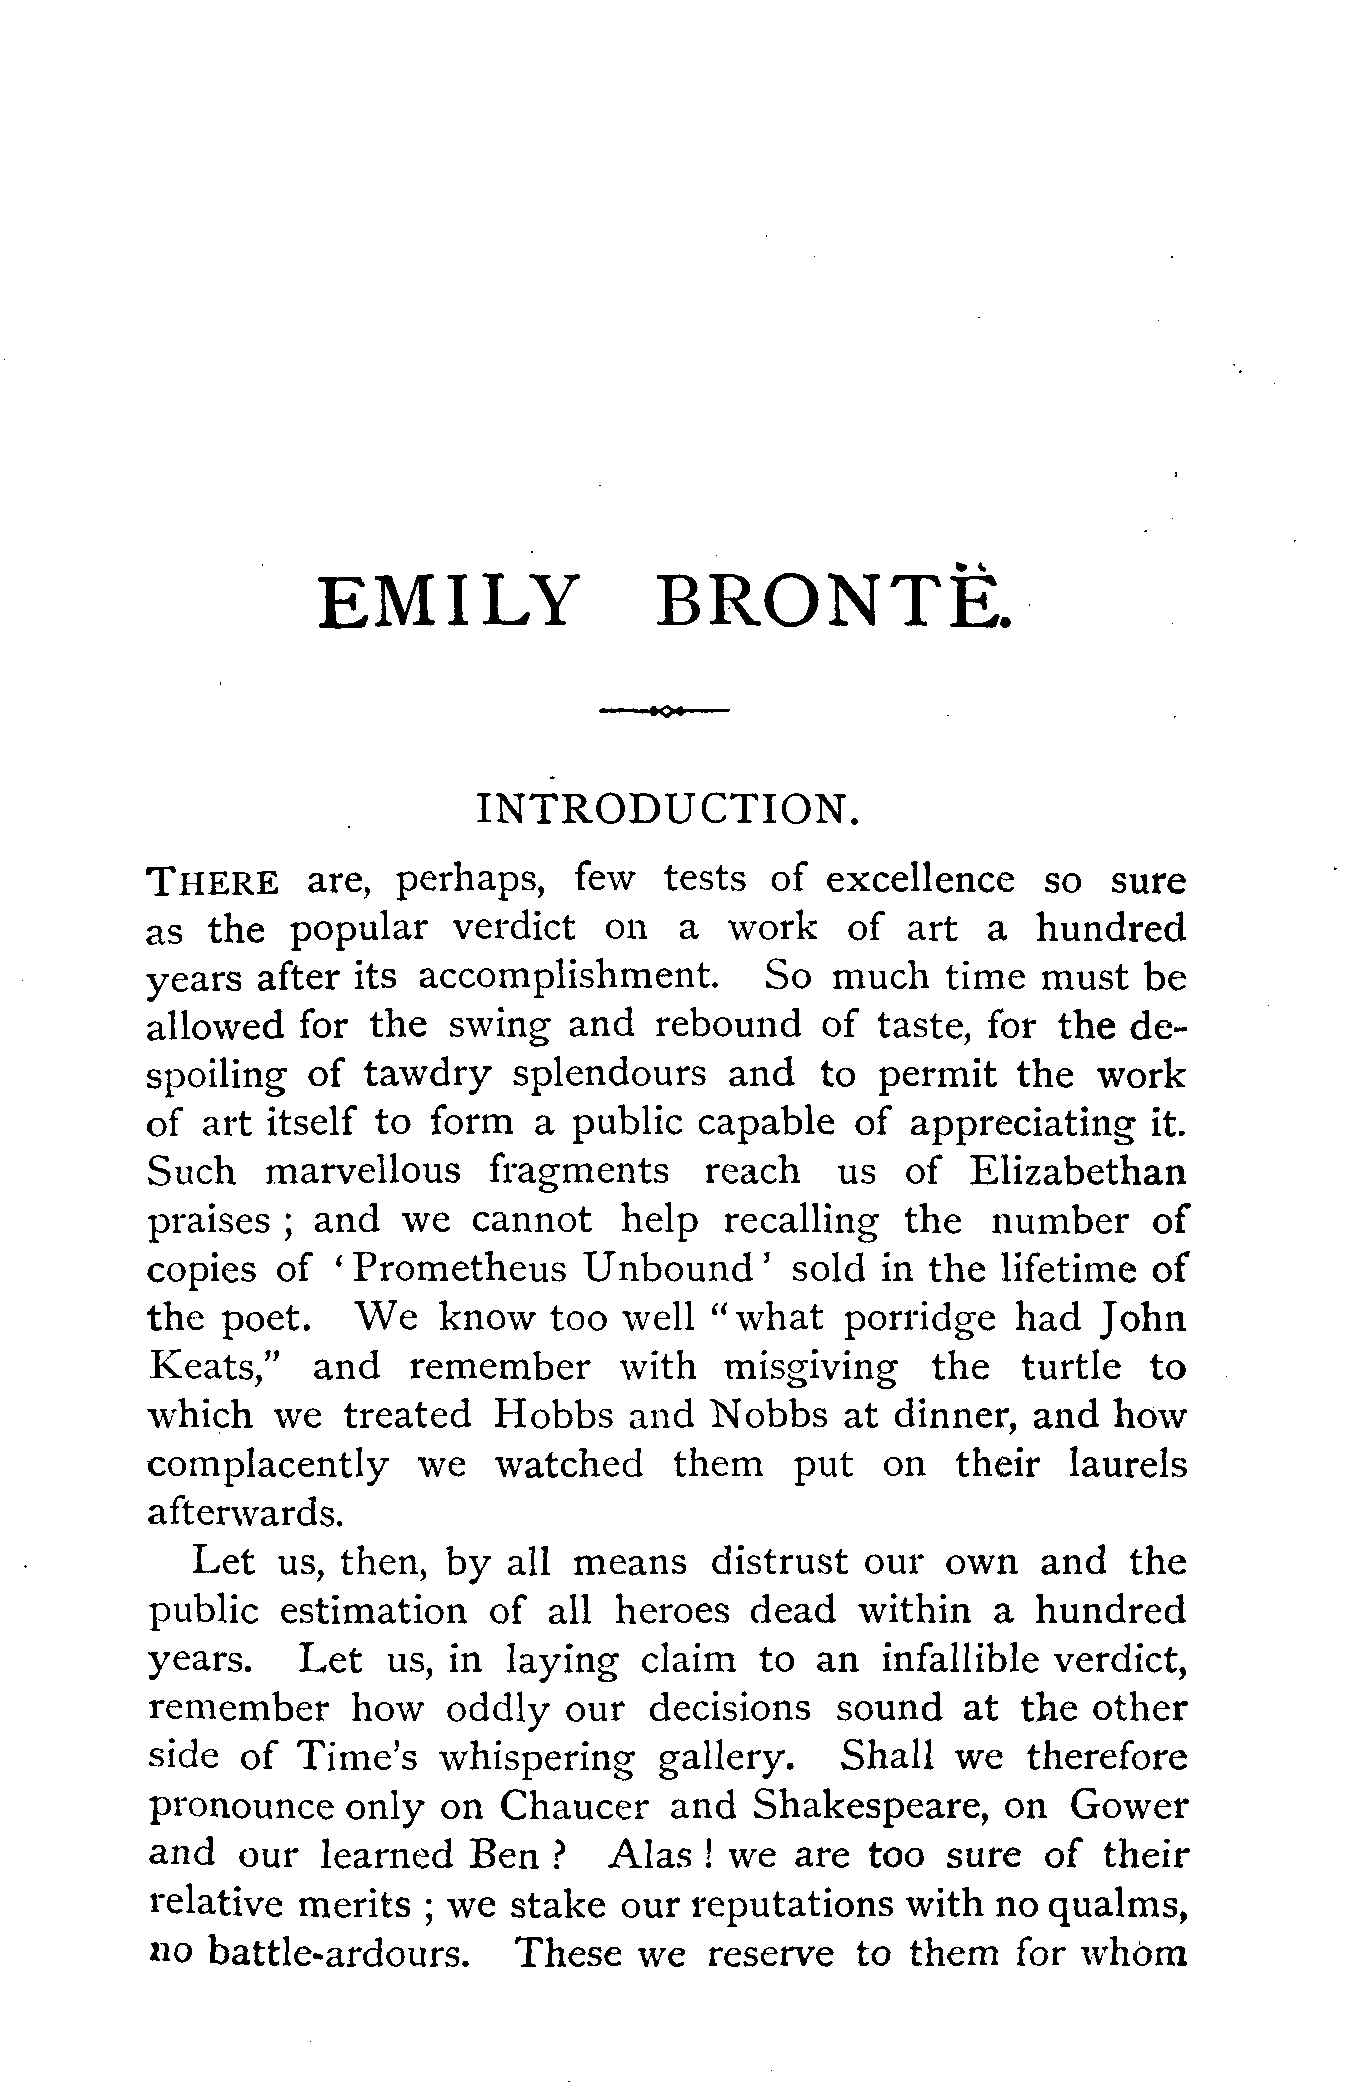 EMILY BRONTË.
INTRODUCTION.
THERE are, perhaps, few tests of excellence so sure
as the popular verdict on a work of art a hundred
years after its accomplishment. So much time must be
allowed for the swing and rebound of taste, for the de-
spoiling of tawdry splendours and to permit the work
of art itself to form a public capable of appreciating it.
Such marvellous fragments reach us of Elizabethan
praises ; and we cannot help recalling the number of
copies of ‘Prometheus Unbound’ sold in the lifetime of
the poet. We know too well “what porridge had John
Keats,” and remember with misgiving the turtle to
which we treated Hobbs and Nobbs at dinner, and how
complacently we watched them put on their laurels
afterwards.
Let us, then, by all means distrust our own and the
public estimation of all heroes dead within a hundred
years. Let us, in laying claim to an infallible verdict,
remember how oddly our decisions sound at the other
side of Time's whispering gallery. Shall we therefore
pronounce only on Chaucer and Shakespeare, on Gower
and our learned Ben ? Alas ! we are too sure of their
relative merits ; we stake our reputations with no qualms,
no battle-ardours. These we reserve to them for whom